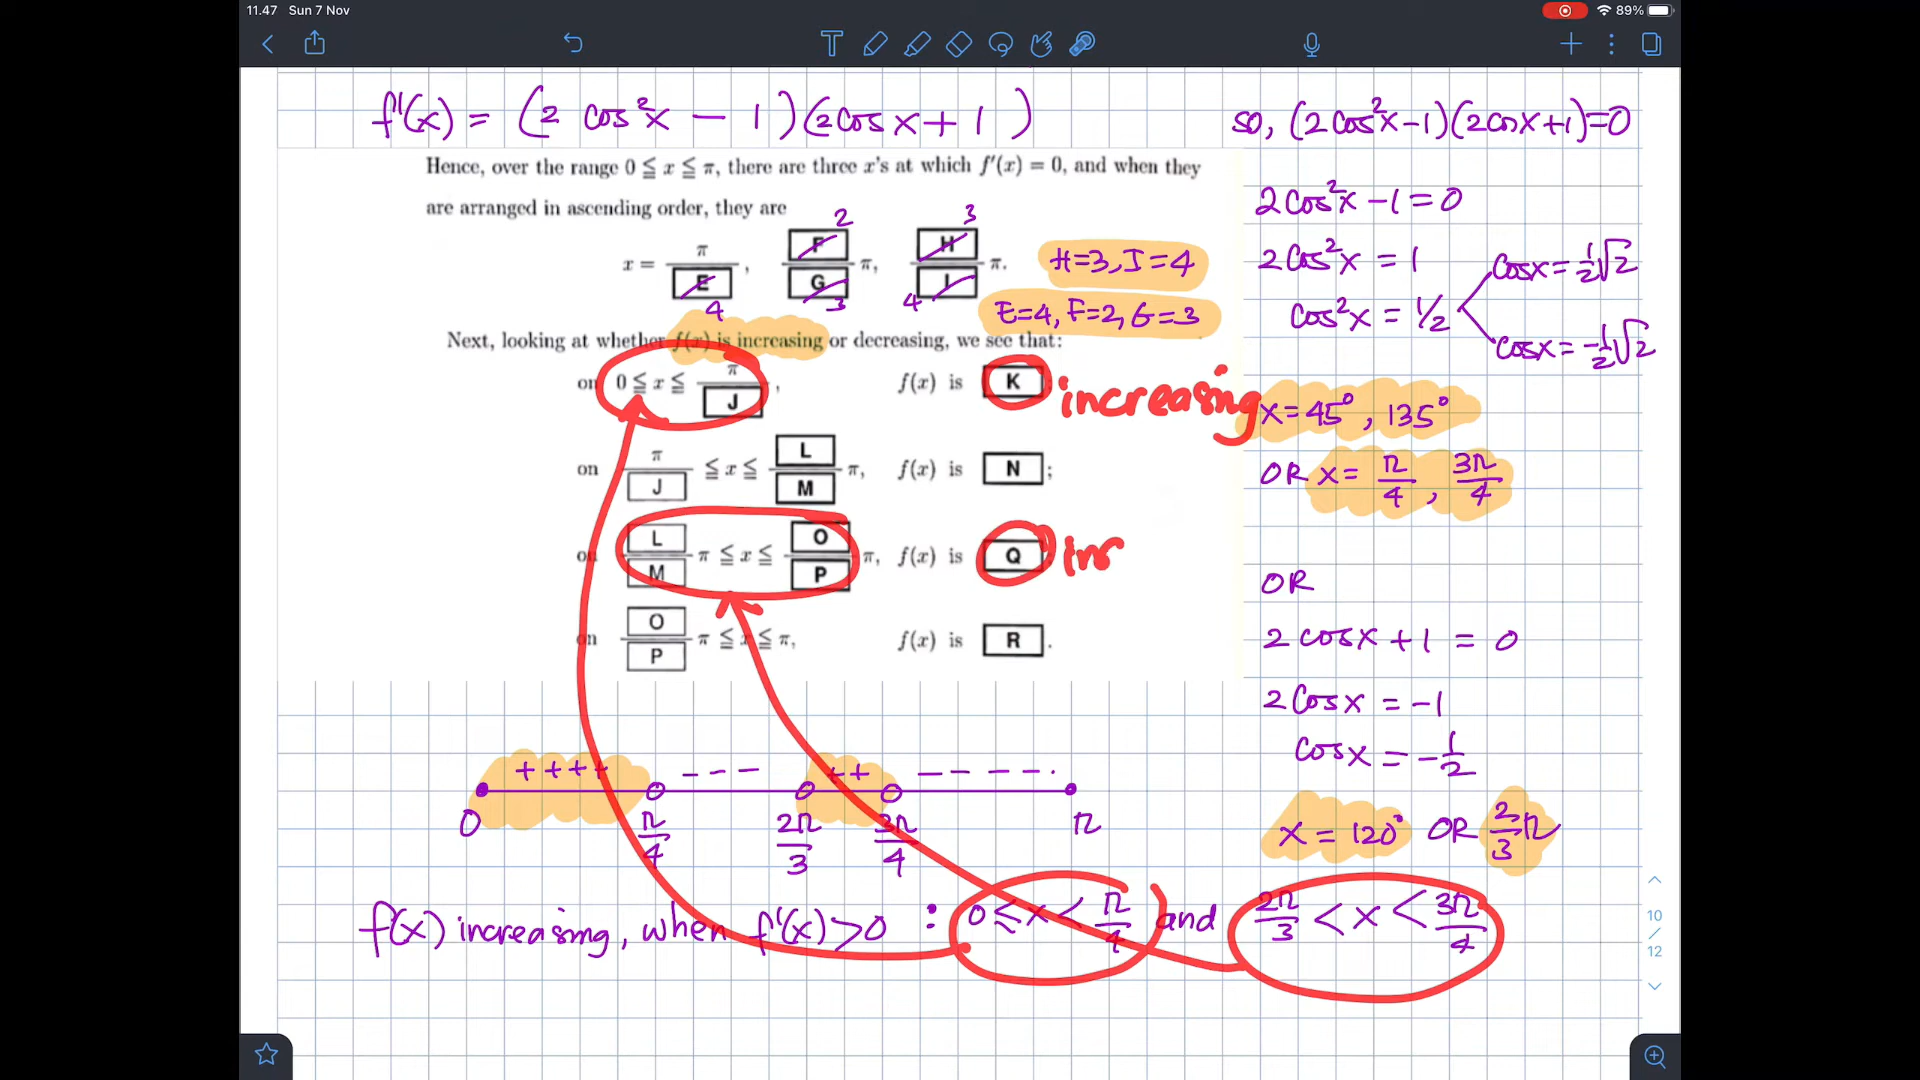 11.47 Sun 7 Nov
89%
T
f'(x) = (2 cos²x − 1)(2cos x + 1)
Hence, over the range 0 ≦ x ≦ π, there are three x's at which f′(x) = 0, and when they
are arranged in ascending order, they are
x = π/E, F/G π, H/I π.
4 2 3 3 4
H=3, I=4
E=4, F=2, G=3
Next, looking at whether f(x) is increasing or decreasing, we see that:
on 0 ≦ x ≦ π/J, f(x) is K; increasing
on π/J ≦ x ≦ L/M π, f(x) is N;
on L/M π ≦ x ≦ O/P π, f(x) is Q; inc
on O/P π ≦ x ≦ π, f(x) is R.
++++ --- ++ -----
0 π/4 2π/3 3π/4 π
f(x) increasing, when f'(x) >0 : 0 ≤ x < π/4 and 2π/3 < x < 3π/4
so, (2cos²x−1)(2cosx+1)=0
2cos²x −1=0
2cos²x = 1
cos²x = 1/2
cosx = 1/2√2
cosx = −1/2√2
x=45°, 135°
OR x= π/4, 3π/4
OR
2 cosx + 1 = 0
2cosx = −1
cosx = −1/2
x = 120° OR 2/3π
10
/
12